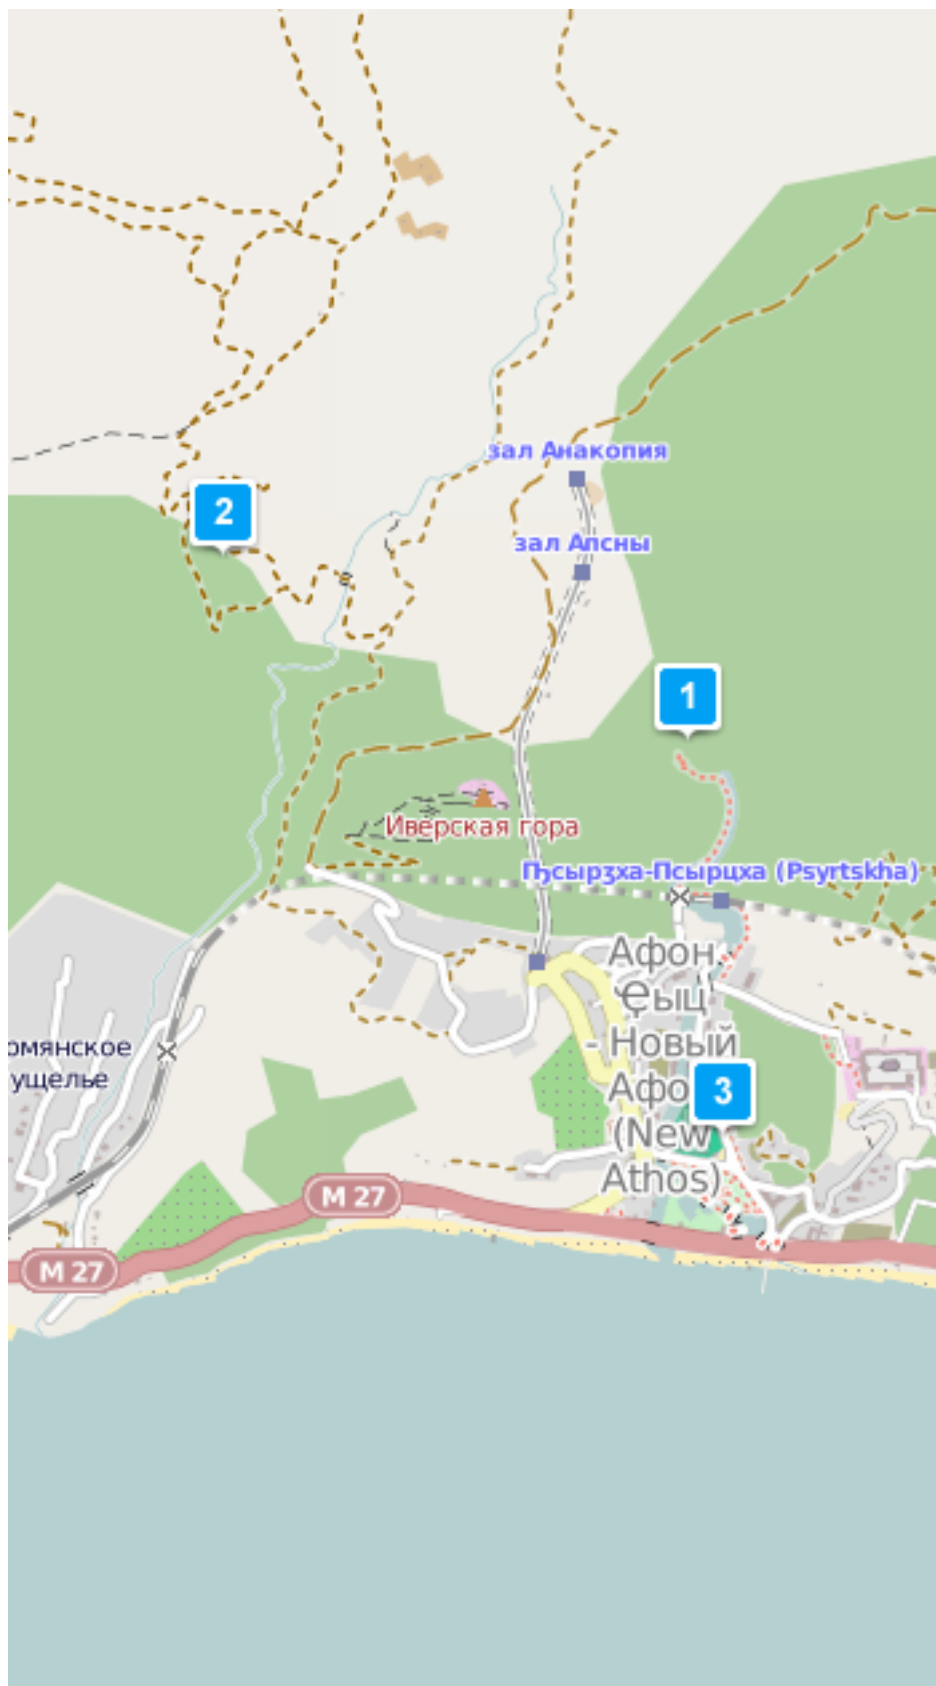 зал Анакопия
2
зал Апсны
1
Иверская гора
Ԥсырӡха-Псырцха (Psyrtskha)
Афон
Ҿыц
- Новый
омянское
ущелье
Афо
3
(New
Athos)
M 27
M 27